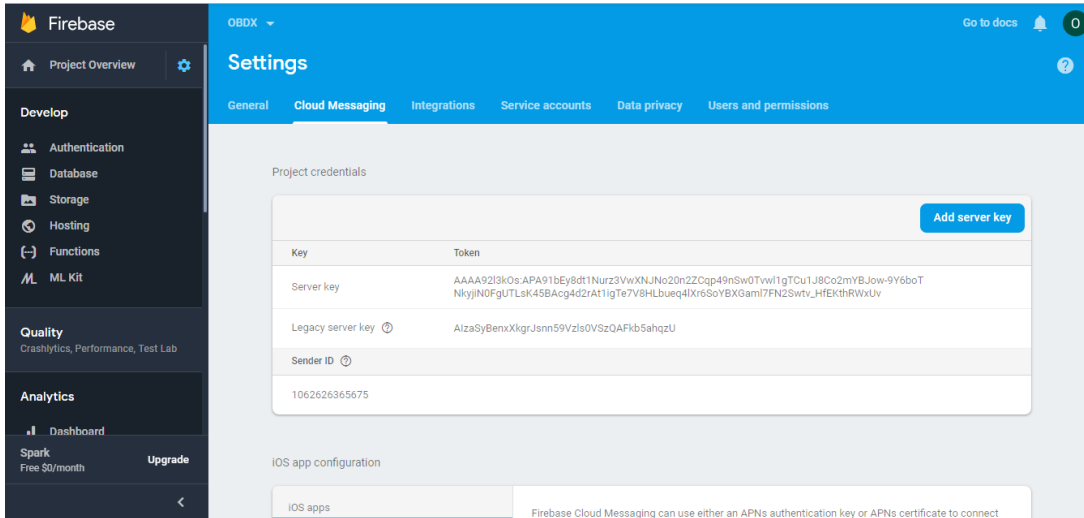 Firebase
OBDX
Go to docs
O
Project Overview
Settings
General Cloud Messaging Integrations Service accounts Data privacy Users and permissions
Develop
Authentication
Database
Storage
Hosting
Functions
ML Kit
Quality
Crashlytics, Performance, Test Lab
Analytics
Dashboard
Spark
Free $0/month
Upgrade
Project credentials
Add server key
Key Token
Server key
AAAA92l3kOs:APA91bEy8dt1Nurz3VwXNJNo20n2ZCqp49nSw0Tvwl1gTCu1J8Co2mYBJow-9Y6boT
NkyjiN0FgUTLsK45BAcg4d2rAt1igTe7V8HLbueq4lXr6SoYBXGaml7FN2Swtv_HfEKthRWxUv
Legacy server key
AIzaSyBenxXkgrJsnn59Vzls0VSzQAFkb5ahqzU
Sender ID
1062626365675
iOS app configuration
iOS apps
Firebase Cloud Messaging can use either an APNs authentication key or APNs certificate to connect